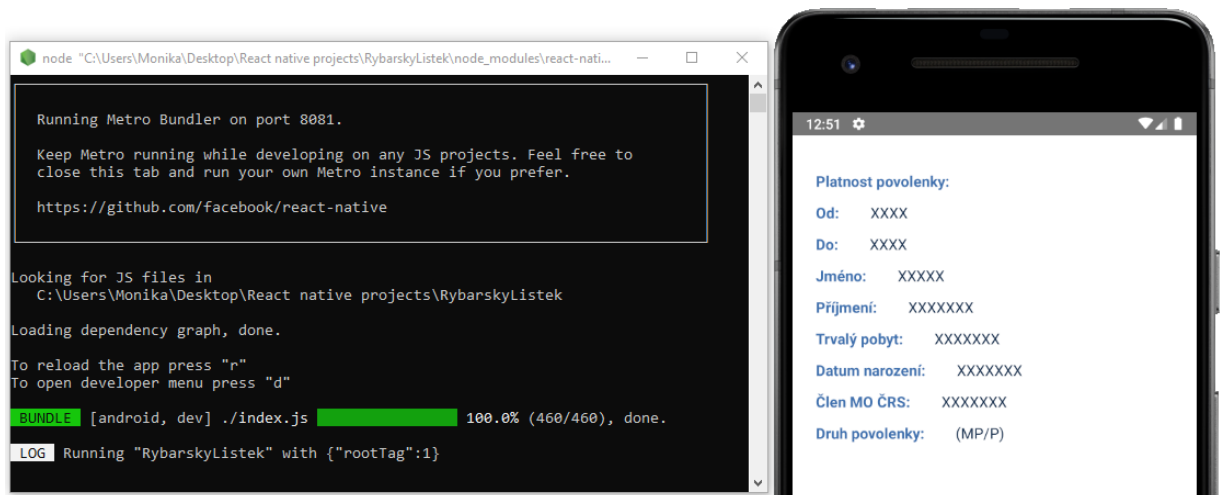 node "C:\Users\Monika\Desktop\React native projects\RybarskyListek\node_modules\react-nati...
Running Metro Bundler on port 8081.
Keep Metro running while developing on any JS projects. Feel free to
close this tab and run your own Metro instance if you prefer.
https://github.com/facebook/react-native
Looking for JS files in
C:\Users\Monika\Desktop\React native projects\RybarskyListek
Loading dependency graph, done.
To reload the app press "r"
To open developer menu press "d"
BUNDLE [android, dev] ./index.js 100.0% (460/460), done.
LOG Running "RybarskyListek" with {"rootTag":1}
12:51
Platnost povolenky:
Od: XXXX
Do: XXXX
Jméno: XXXXX
Příjmení: XXXXXXX
Trvalý pobyt: XXXXXXX
Datum narození: XXXXXXX
Člen MO ČRS: XXXXXXX
Druh povolenky: (MP/P)